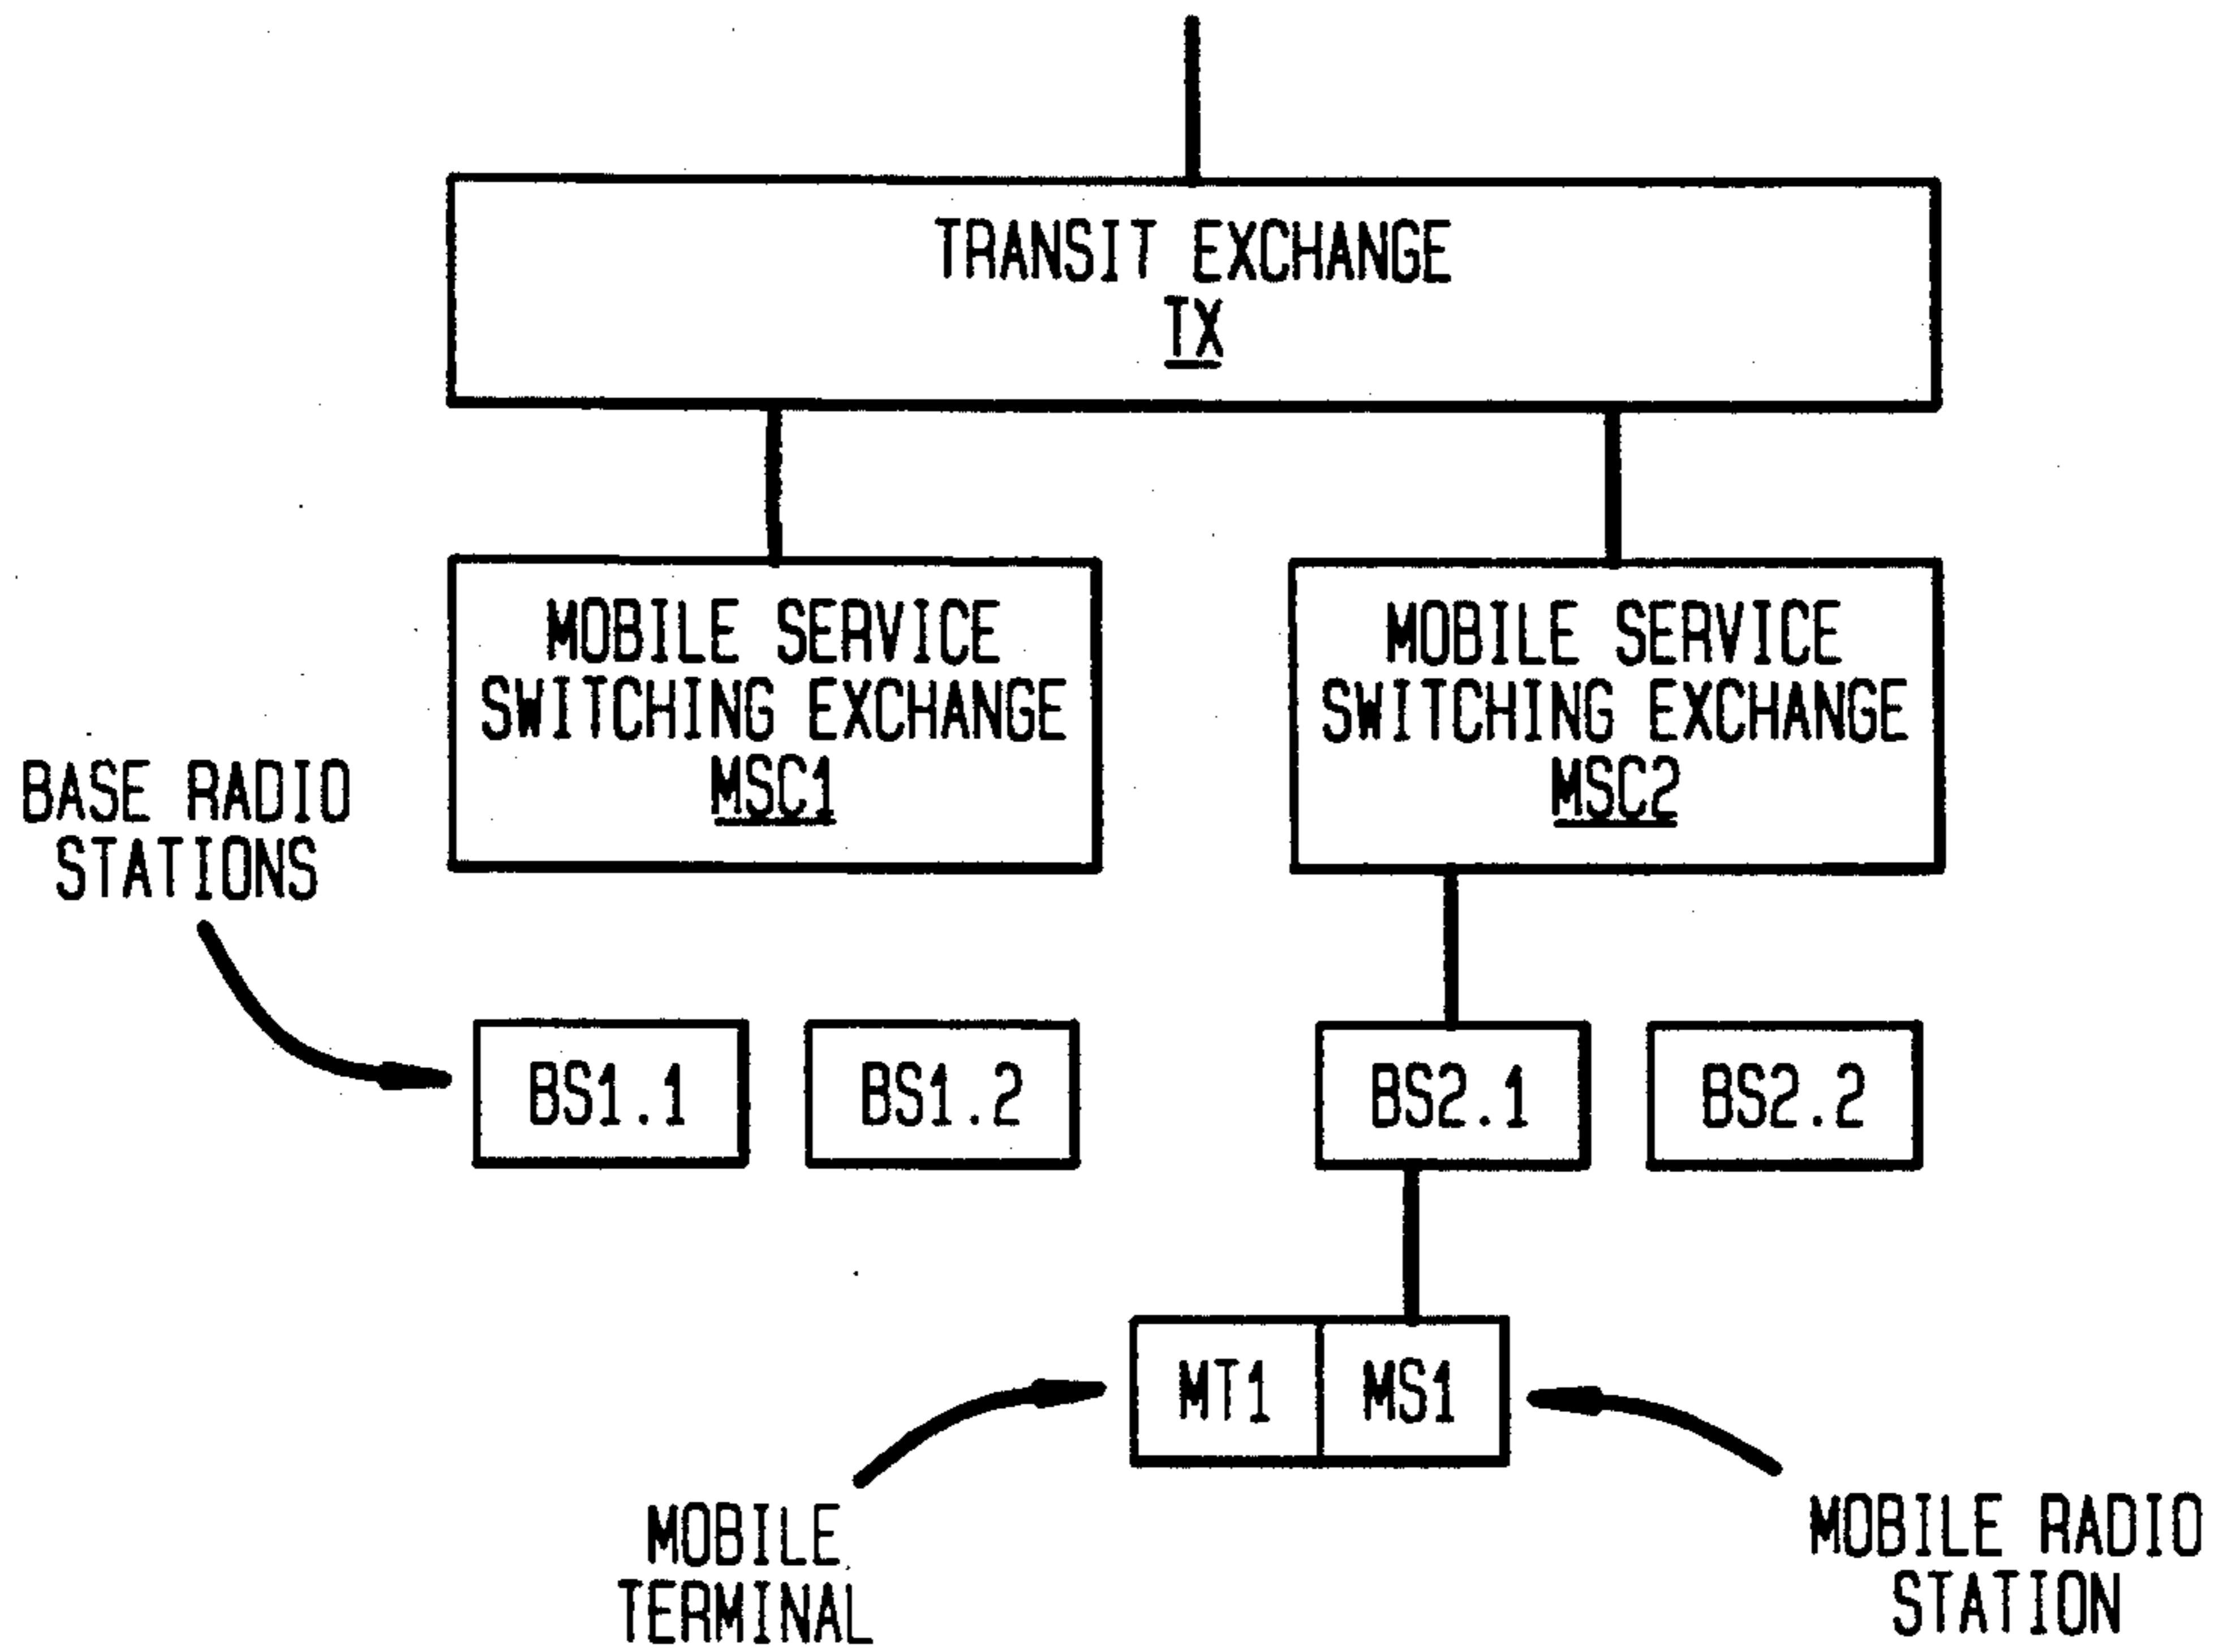 TRANSIT EXCHANGE
TX
MOBILE SERVICE
SWITCHING EXCHANGE
MSC1
MOBILE SERVICE
SWITCHING EXCHANGE
MSC2
BASE RADIO
STATIONS
BS1.1
BS1.2
BS2.1
BS2.2
MT1
MS1
MOBILE
TERMINAL
MOBILE RADIO
STATION